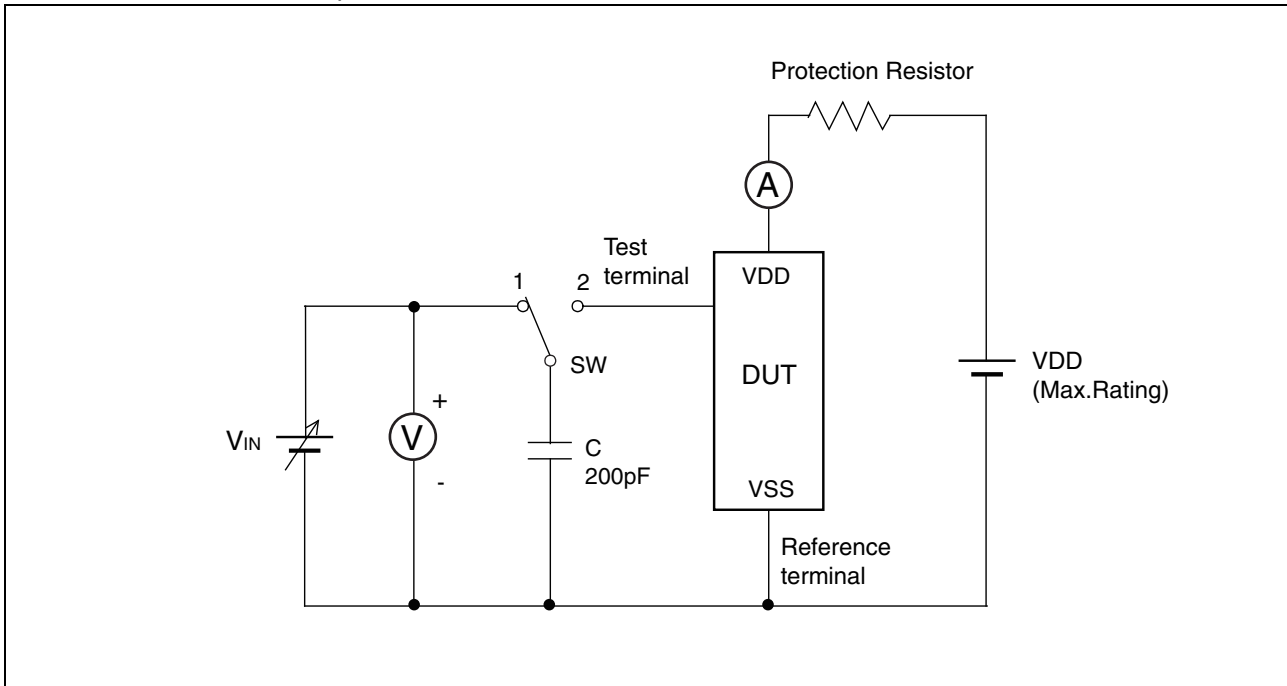 Protection Resistor
A
Test
terminal
VDD
1
2
SW
DUT
VDD
(Max.Rating)
VIN
+
V
-
C
200pF
VSS
Reference
terminal